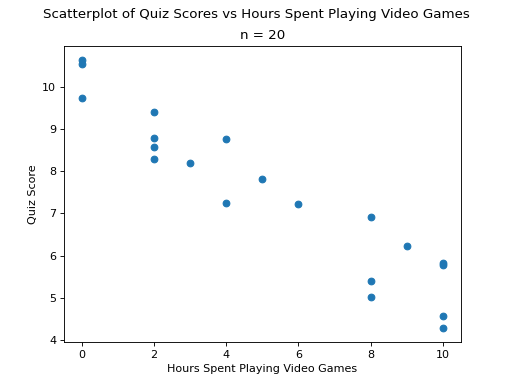 Scatterplot of Quiz Scores vs Hours Spent Playing Video Games
n = 20
10
9
8
7
6
5
4
Quiz Score
0 2 4 6 8 10
Hours Spent Playing Video Games